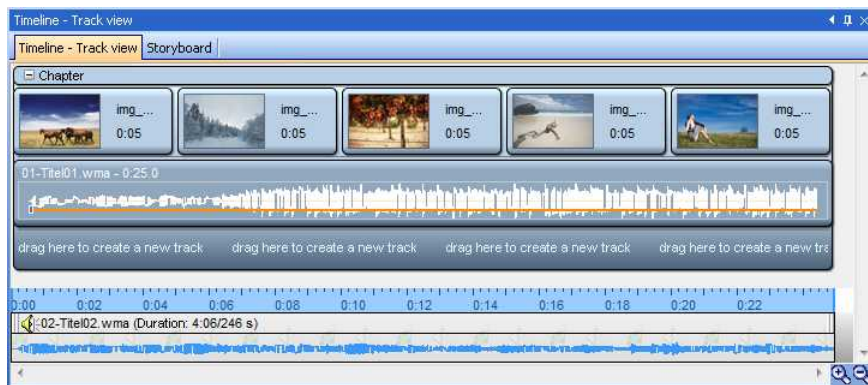 Timeline - Track view
Timeline - Track view Storyboard
Chapter
img_... img_... img_... img_... img_...
0:05 0:05 0:05 0:05 0:05
01-Titel01.wma - 0:25.0
drag here to create a new track drag here to create a new track drag here to create a new track drag here to create a new tra
0:00 0:02 0:04 0:06 0:08 0:10 0:12 0:14 0:16 0:18 0:20 0:22
02-Titel02.wma (Duration: 4:06/246 s)